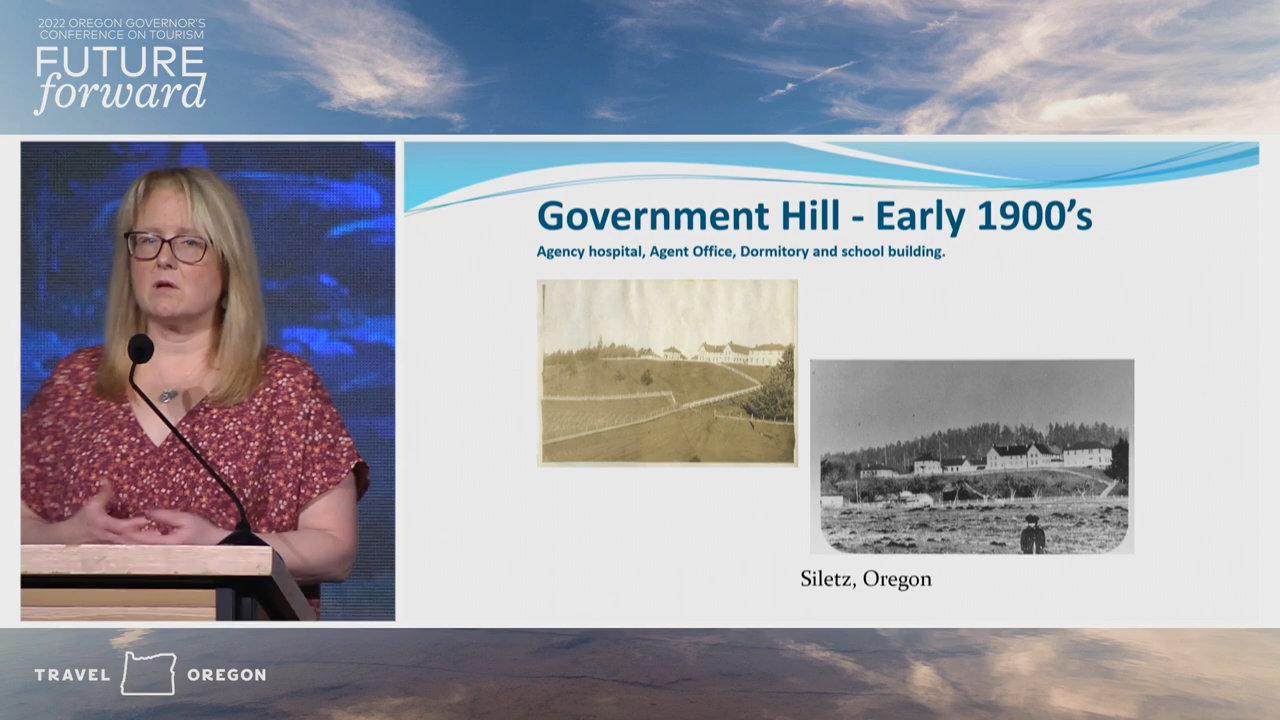 2022 OREGON GOVERNOR'S
CONFERENCE ON TOURISM
FUTURE
forward
Government Hill - Early 1900’s
Agency hospital, Agent Office, Dormitory and school building.
Siletz, Oregon
TRAVEL OREGON